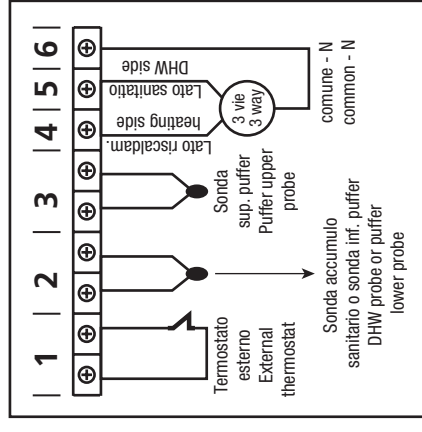 1 2 3 4 5 6
Termostato
esterno
External
thermostat
Sonda accumulo
sanitario o sonda inf. puffer
DHW probe or puffer
lower probe
Sonda
sup. puffer
Puffer upper
probe
Lato riscaldam.
heating side
Lato sanitatio
DHW side
3 vie
3 way
comune - N
common - N